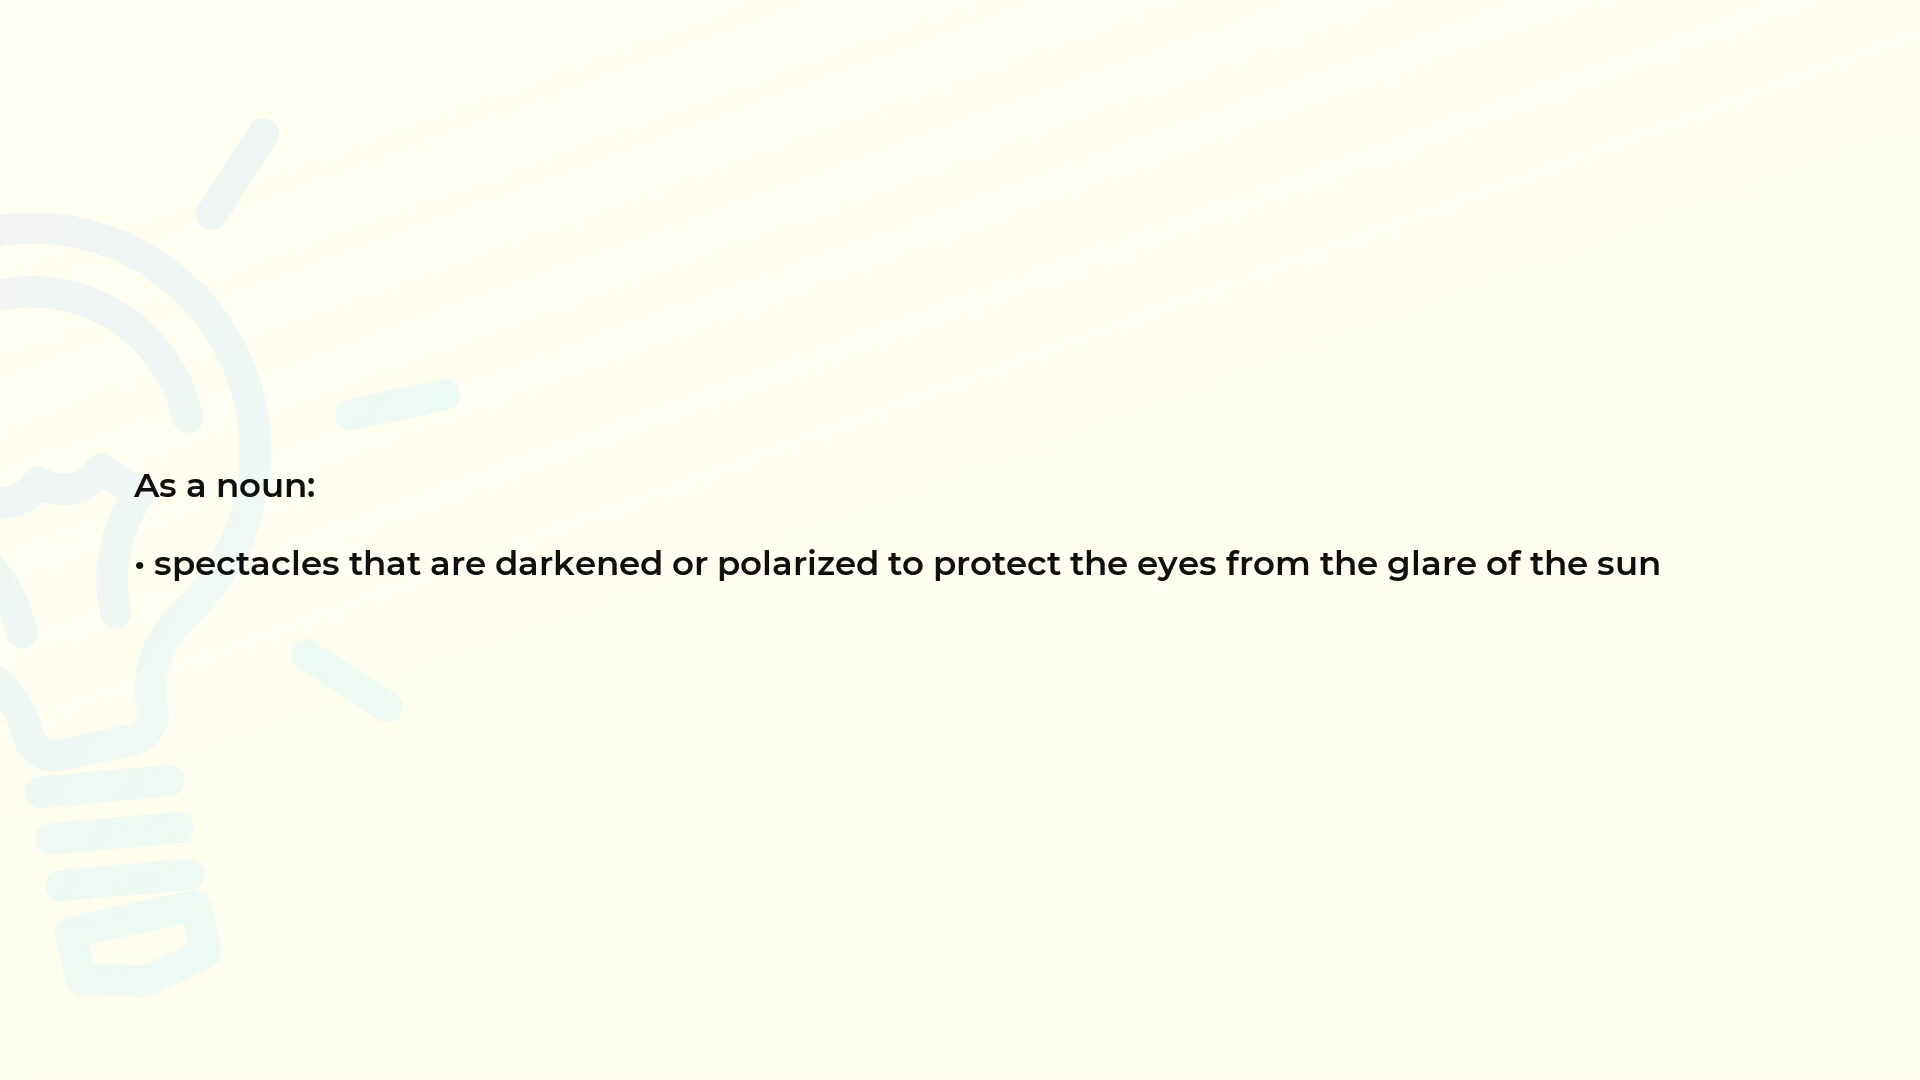 As a noun:
• spectacles that are darkened or polarized to protect the eyes from the glare of the sun